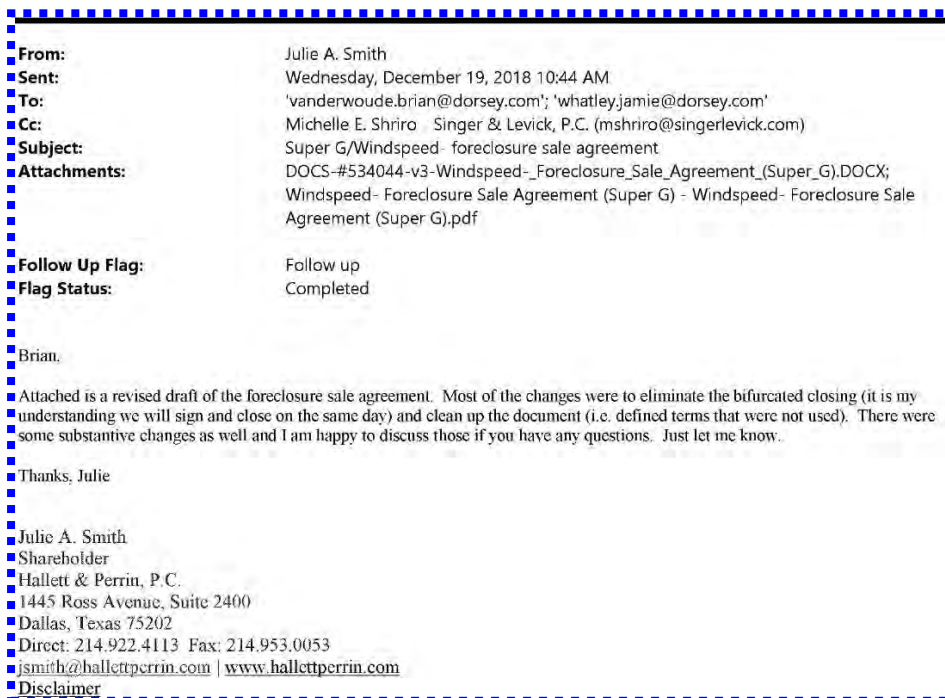 From: Julie A. Smith
Sent: Wednesday, December 19, 2018 10:44 AM
To: 'vanderwoude.brian@dorsey.com'; 'whatley.jamie@dorsey.com'
Cc: Michelle E. Shriro Singer & Levick, P.C. (mshriro@singerlevick.com)
Subject: Super G/Windspeed- foreclosure sale agreement
Attachments: DOCS-#534044-v3-Windspeed-_Foreclosure_Sale_Agreement_(Super_G).DOCX;
Windspeed- Foreclosure Sale Agreement (Super G) - Windspeed- Foreclosure Sale
Agreement (Super G).pdf
Follow Up Flag: Follow up
Flag Status: Completed
Brian,
Attached is a revised draft of the foreclosure sale agreement. Most of the changes were to eliminate the bifurcated closing (it is my
understanding we will sign and close on the same day) and clean up the document (i.e. defined terms that were not used). There were
some substantive changes as well and I am happy to discuss those if you have any questions. Just let me know.
Thanks, Julie
Julie A. Smith
Shareholder
Hallett & Perrin, P.C.
1445 Ross Avenue, Suite 2400
Dallas, Texas 75202
Direct: 214.922.4113 Fax: 214.953.0053
jsmith@hallettperrin.com | www.hallettperrin.com
Disclaimer